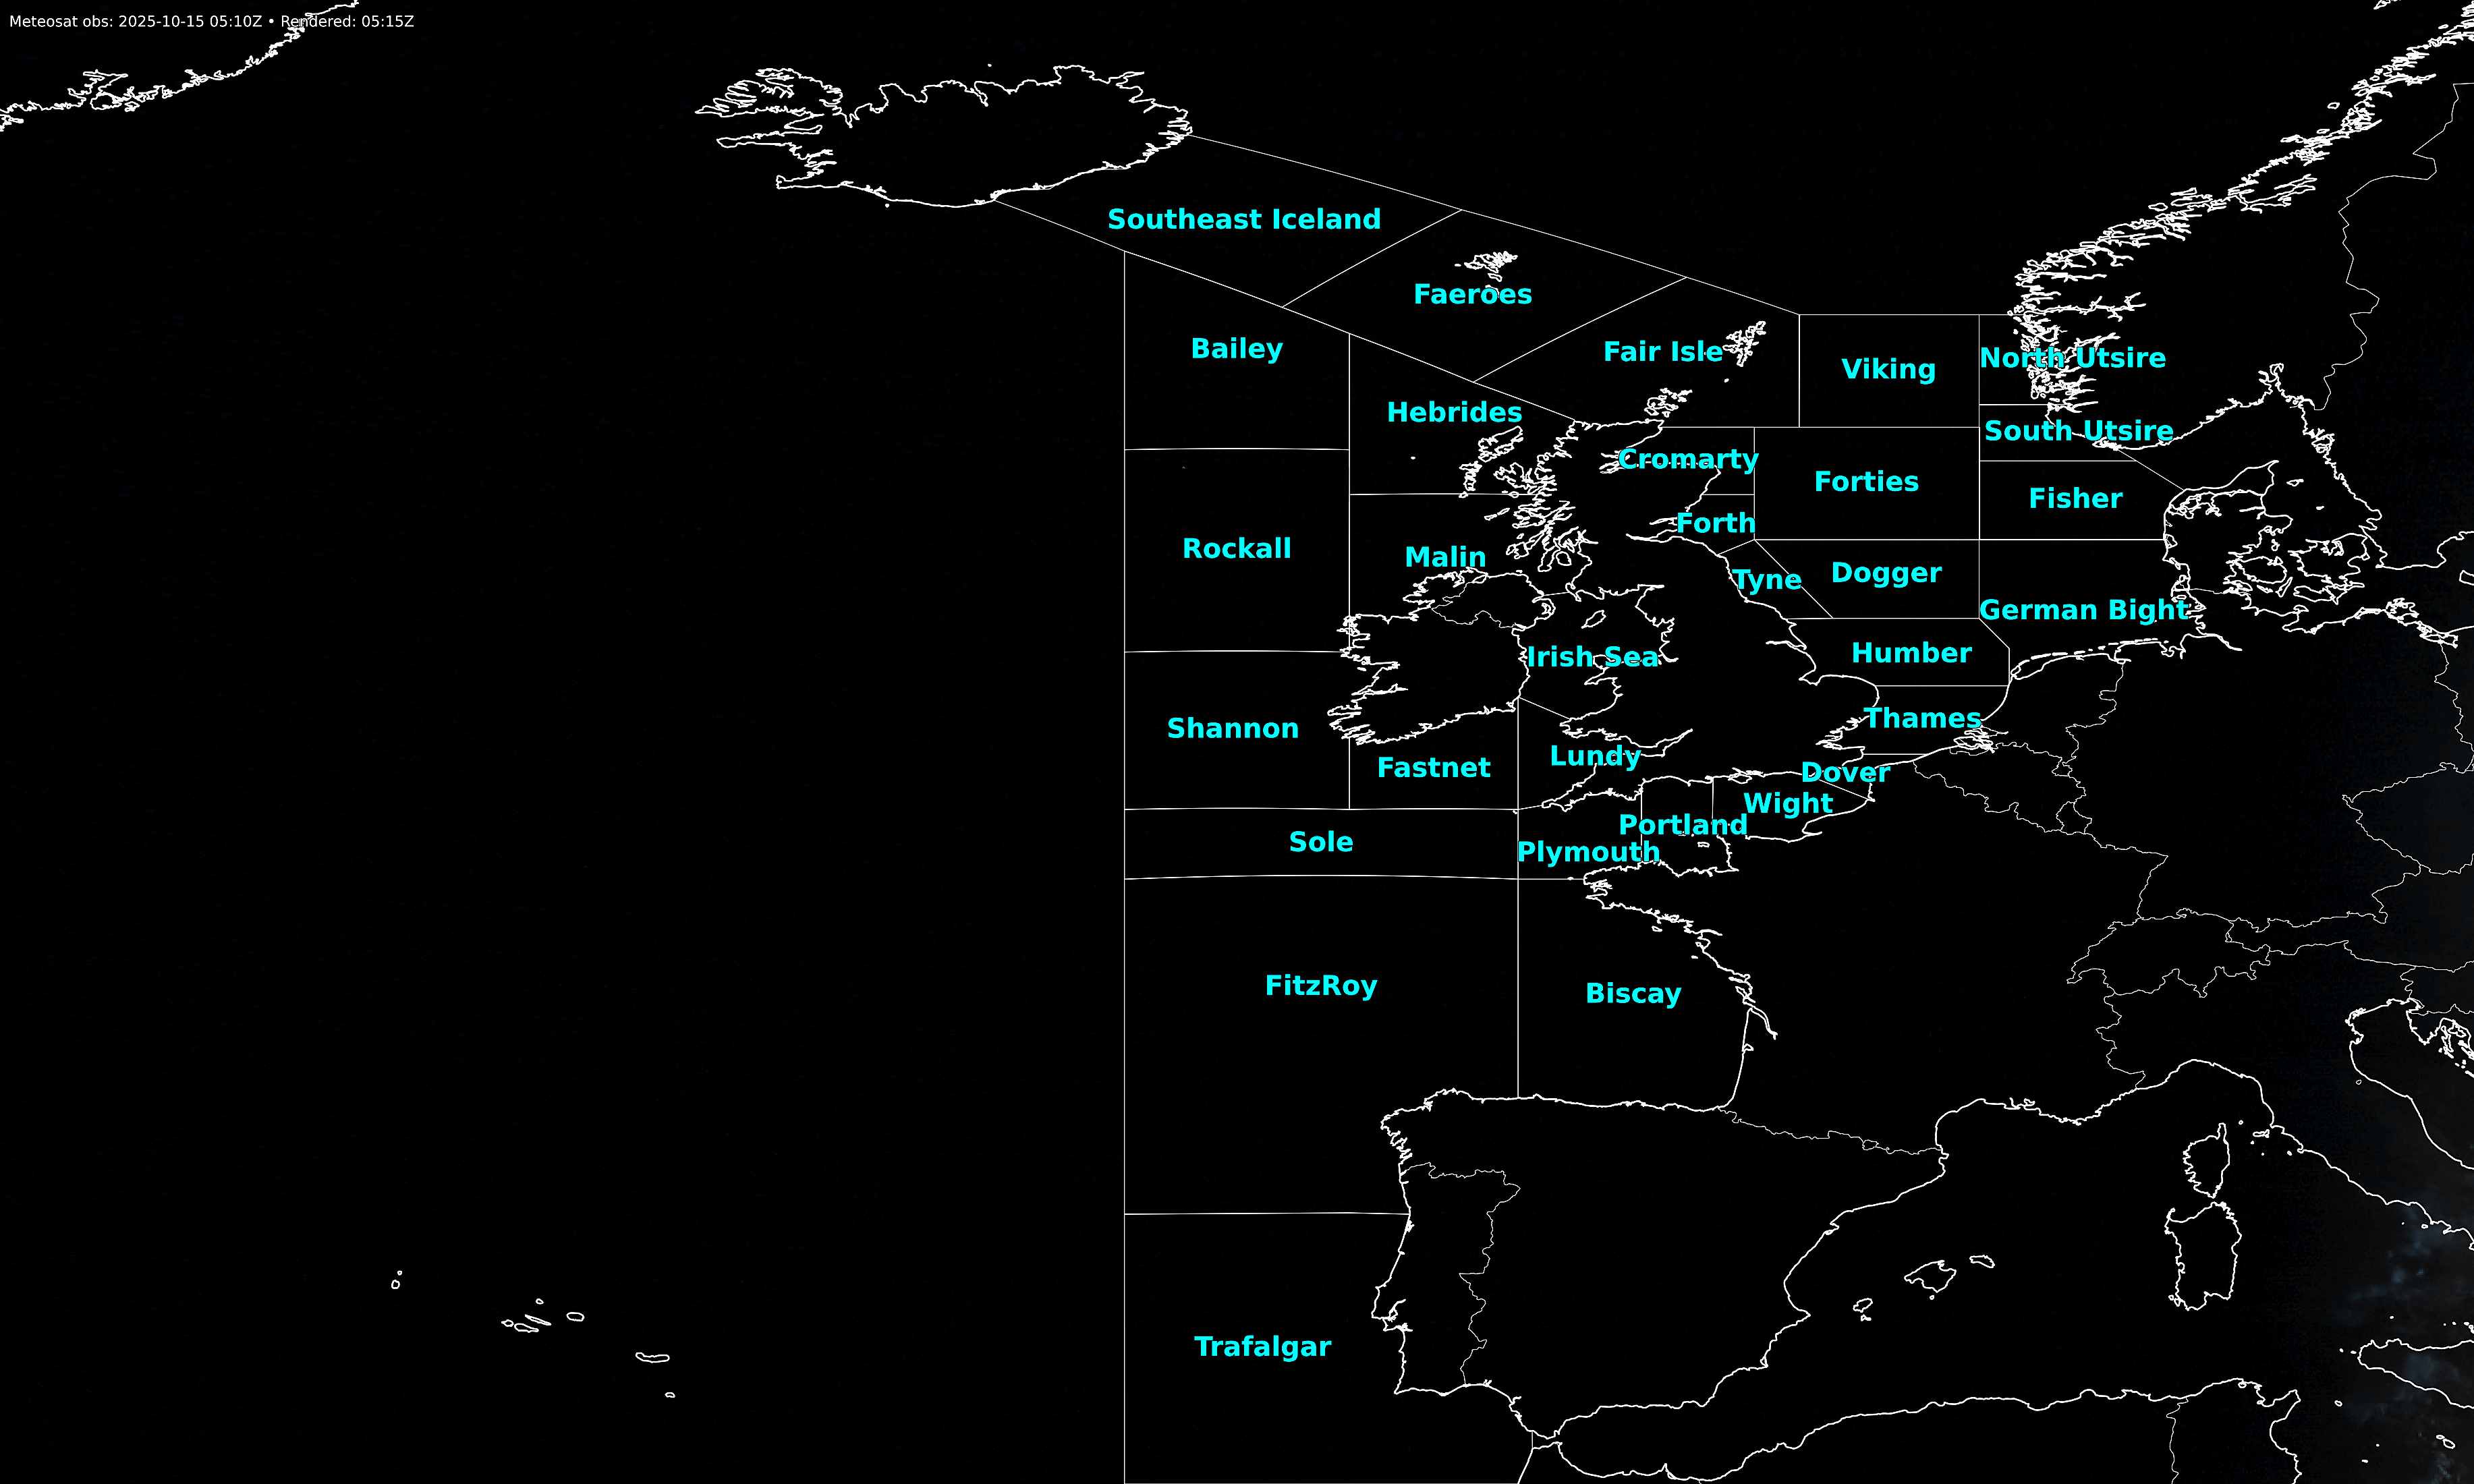 Meteosat obs: 2025-10-15 05:10Z • Rendered: 05:15Z
Southeast Iceland
Faeroes
Bailey
Fair Isle
Viking
North Utsire
Hebrides
South Utsire
Cromarty
Forties
Fisher
Forth
Rockall
Malin
Tyne
Dogger
German Bight
Irish Sea
Humber
Shannon
Thames
Fastnet
Lundy
Dover
Wight
Portland
Sole
Plymouth
FitzRoy
Biscay
Trafalgar